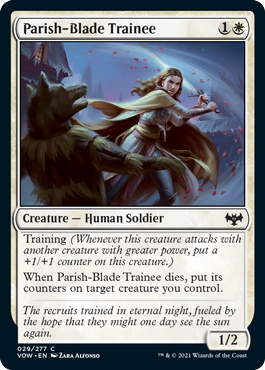 Parish-Blade Trainee 1
Creature — Human Soldier
Training (Whenever this creature attacks with
another creature with greater power, put a
+1/+1 counter on this creature.)
When Parish-Blade Trainee dies, put its
counters on target creature you control.
The recruits trained in eternal night, fueled by
the hope that they might one day see the sun
again.
1/2
029/277 C
VOW • EN ZARA ALFONSO
™ & © 2021 Wizards of the Coast